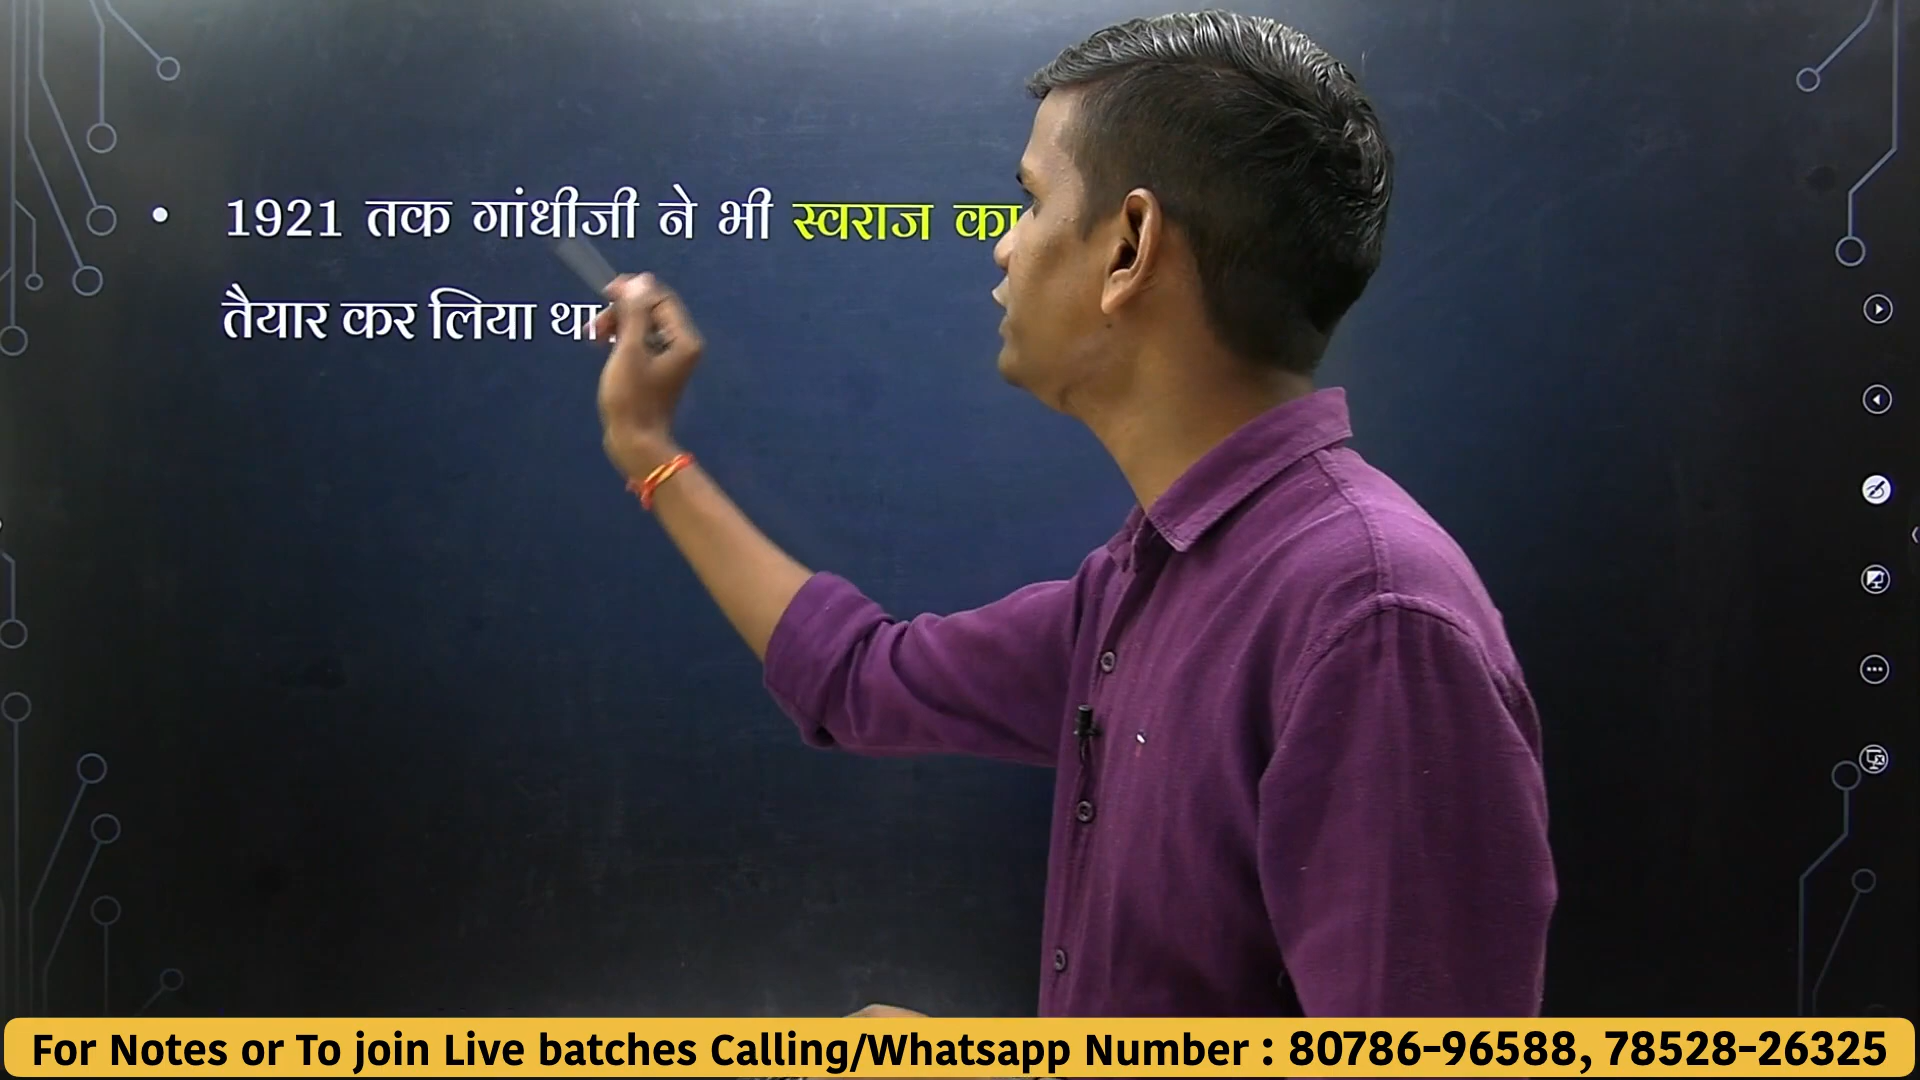 • 1921 तक गांधीजी ने भी स्वराज का
तैयार कर लिया था
For Notes or To join Live batches Calling/Whatsapp Number : 80786-96588, 78528-26325